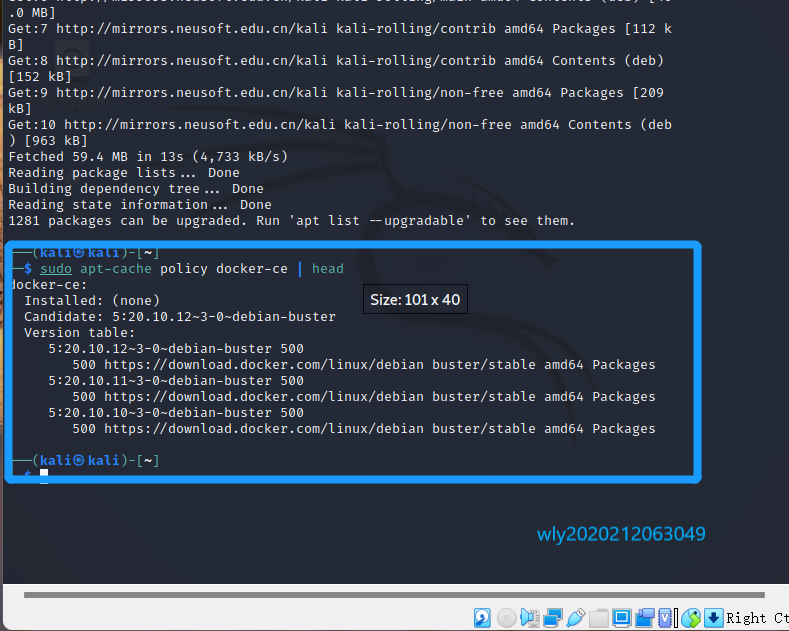 .0 MB]
Get:7 http://mirrors.neusoft.edu.cn/kali kali-rolling/contrib amd64 Packages [112 k
B]
Get:8 http://mirrors.neusoft.edu.cn/kali kali-rolling/contrib amd64 Contents (deb)
[152 kB]
Get:9 http://mirrors.neusoft.edu.cn/kali kali-rolling/non-free amd64 Packages [209
kB]
Get:10 http://mirrors.neusoft.edu.cn/kali kali-rolling/non-free amd64 Contents (deb
) [963 kB]
Fetched 59.4 MB in 13s (4,733 kB/s)
Reading package lists... Done
Building dependency tree... Done
Reading state information... Done
1281 packages can be upgraded. Run 'apt list --upgradable' to see them.
──(kali㉿kali)-[~]
─$ sudo apt-cache policy docker-ce | head
docker-ce:
Installed: (none)
Size: 101 x 40
Candidate: 5:20.10.12~3-0~debian-buster
Version table:
5:20.10.12~3-0~debian-buster 500
500 https://download.docker.com/linux/debian buster/stable amd64 Packages
5:20.10.11~3-0~debian-buster 500
500 https://download.docker.com/linux/debian buster/stable amd64 Packages
5:20.10.10~3-0~debian-buster 500
500 https://download.docker.com/linux/debian buster/stable amd64 Packages
──(kali㉿kali)-[~]
$
wly2020212063049
Right Ct